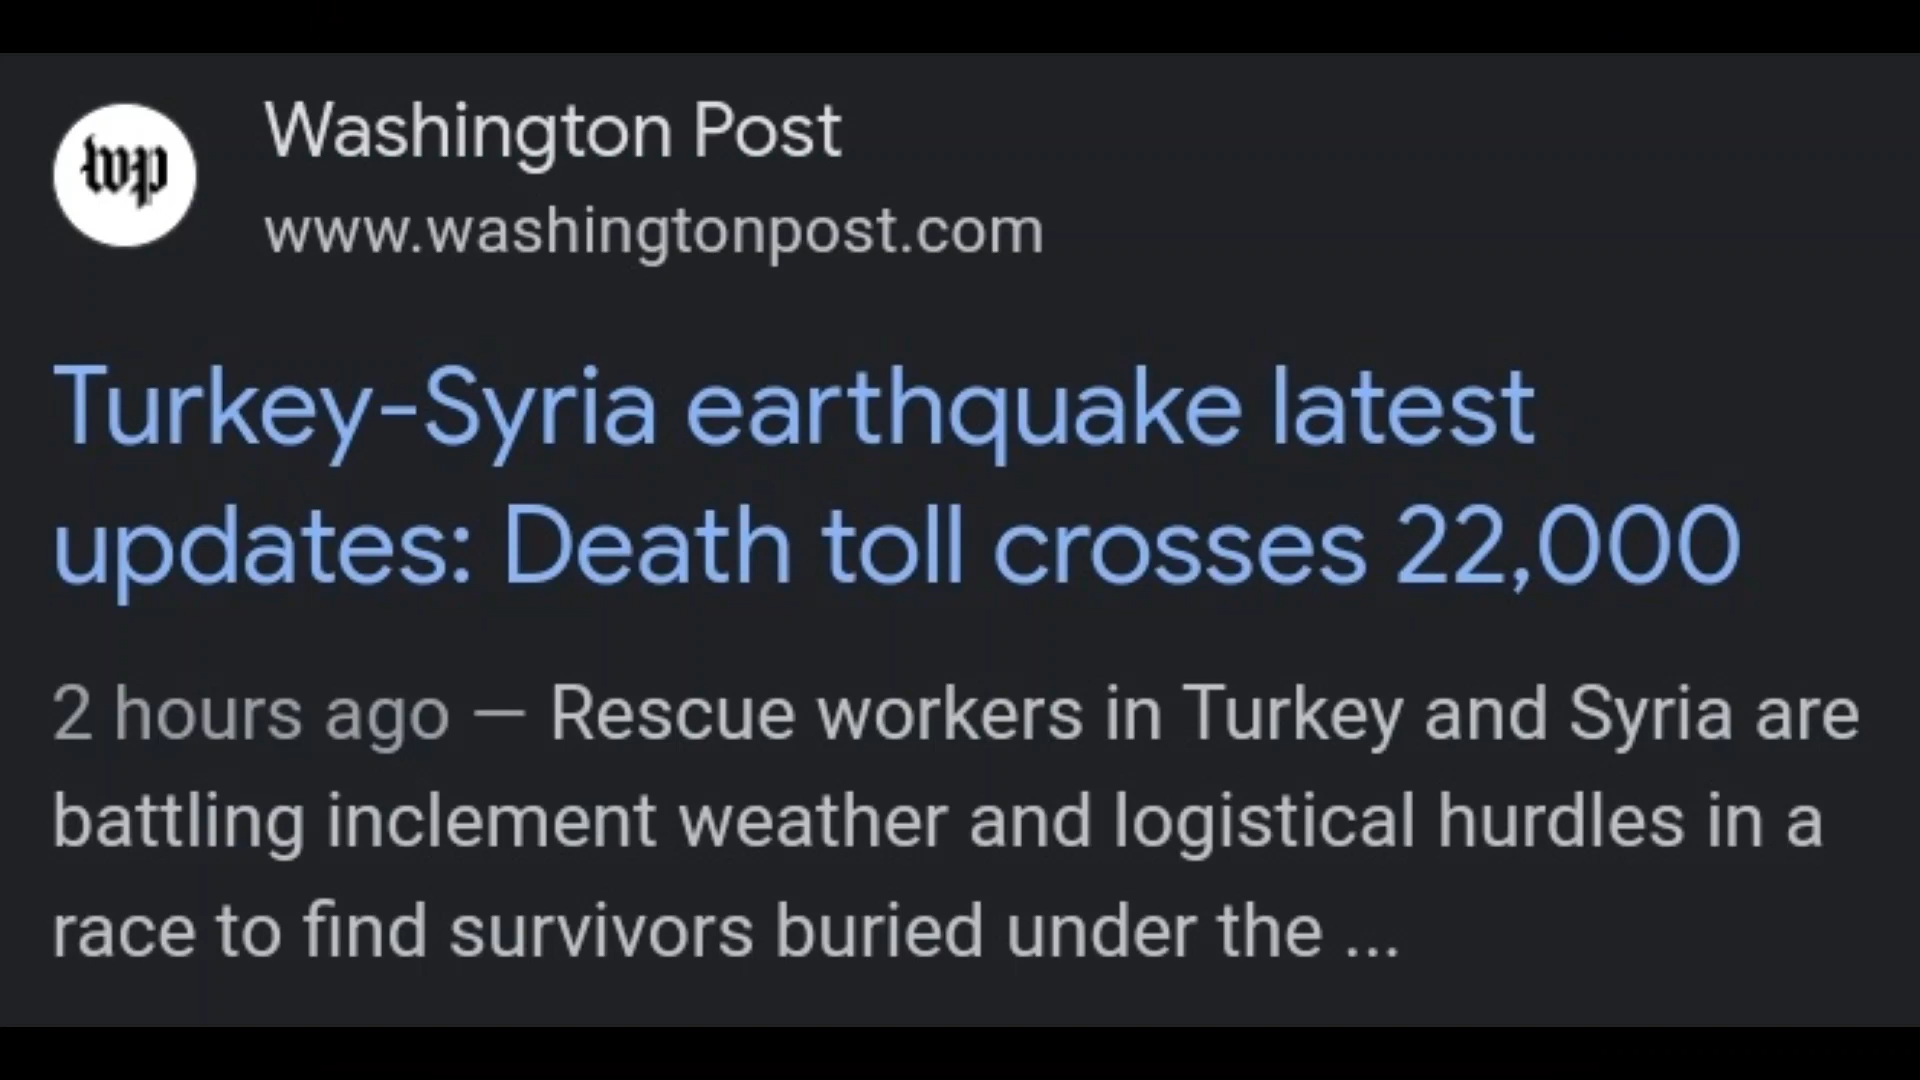 wp
Washington Post
www.washingtonpost.com
Turkey-Syria earthquake latest
updates: Death toll crosses 22,000
2 hours ago — Rescue workers in Turkey and Syria are
battling inclement weather and logistical hurdles in a
race to find survivors buried under the ...